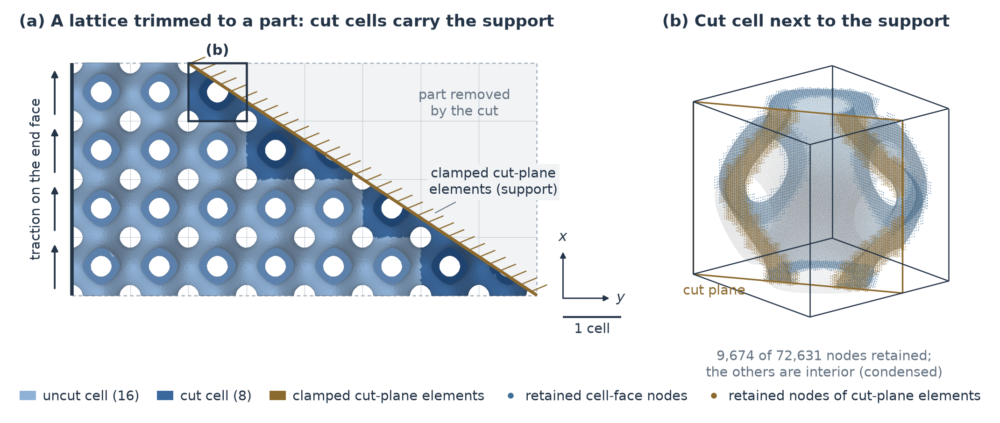 (a) A lattice trimmed to a part: cut cells carry the support
(b)
traction on the end face
part removed
by the cut
clamped cut-plane
elements (support)
x
y
1 cell
(b) Cut cell next to the support
cut plane
9,674 of 72,631 nodes retained;
the others are interior (condensed)
uncut cell (16)
cut cell (8)
clamped cut-plane elements
retained cell-face nodes
retained nodes of cut-plane elements